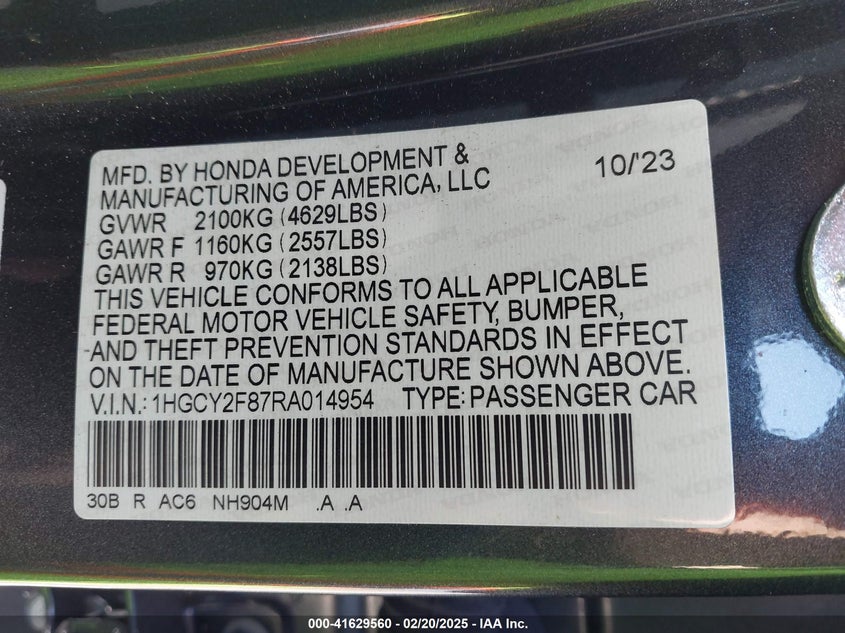 MFD. BY HONDA DEVELOPMENT &
MANUFACTURING OF AMERICA, LLC
10/'23
GVWR 2100KG (4629LBS)
GAWR F 1160KG (2557LBS)
GAWR R 970KG (2138LBS)
THIS VEHICLE CONFORMS TO ALL APPLICABLE
FEDERAL MOTOR VEHICLE SAFETY, BUMPER,
AND THEFT PREVENTION STANDARDS IN EFFECT
ON THE DATE OF MANUFACTURE SHOWN ABOVE.
V.I.N.: 1HGCY2F87RA014954 TYPE: PASSENGER CAR
30B R AC6 NH904M .A .A
000-41629560 - 02/20/2025 - IAA Inc.